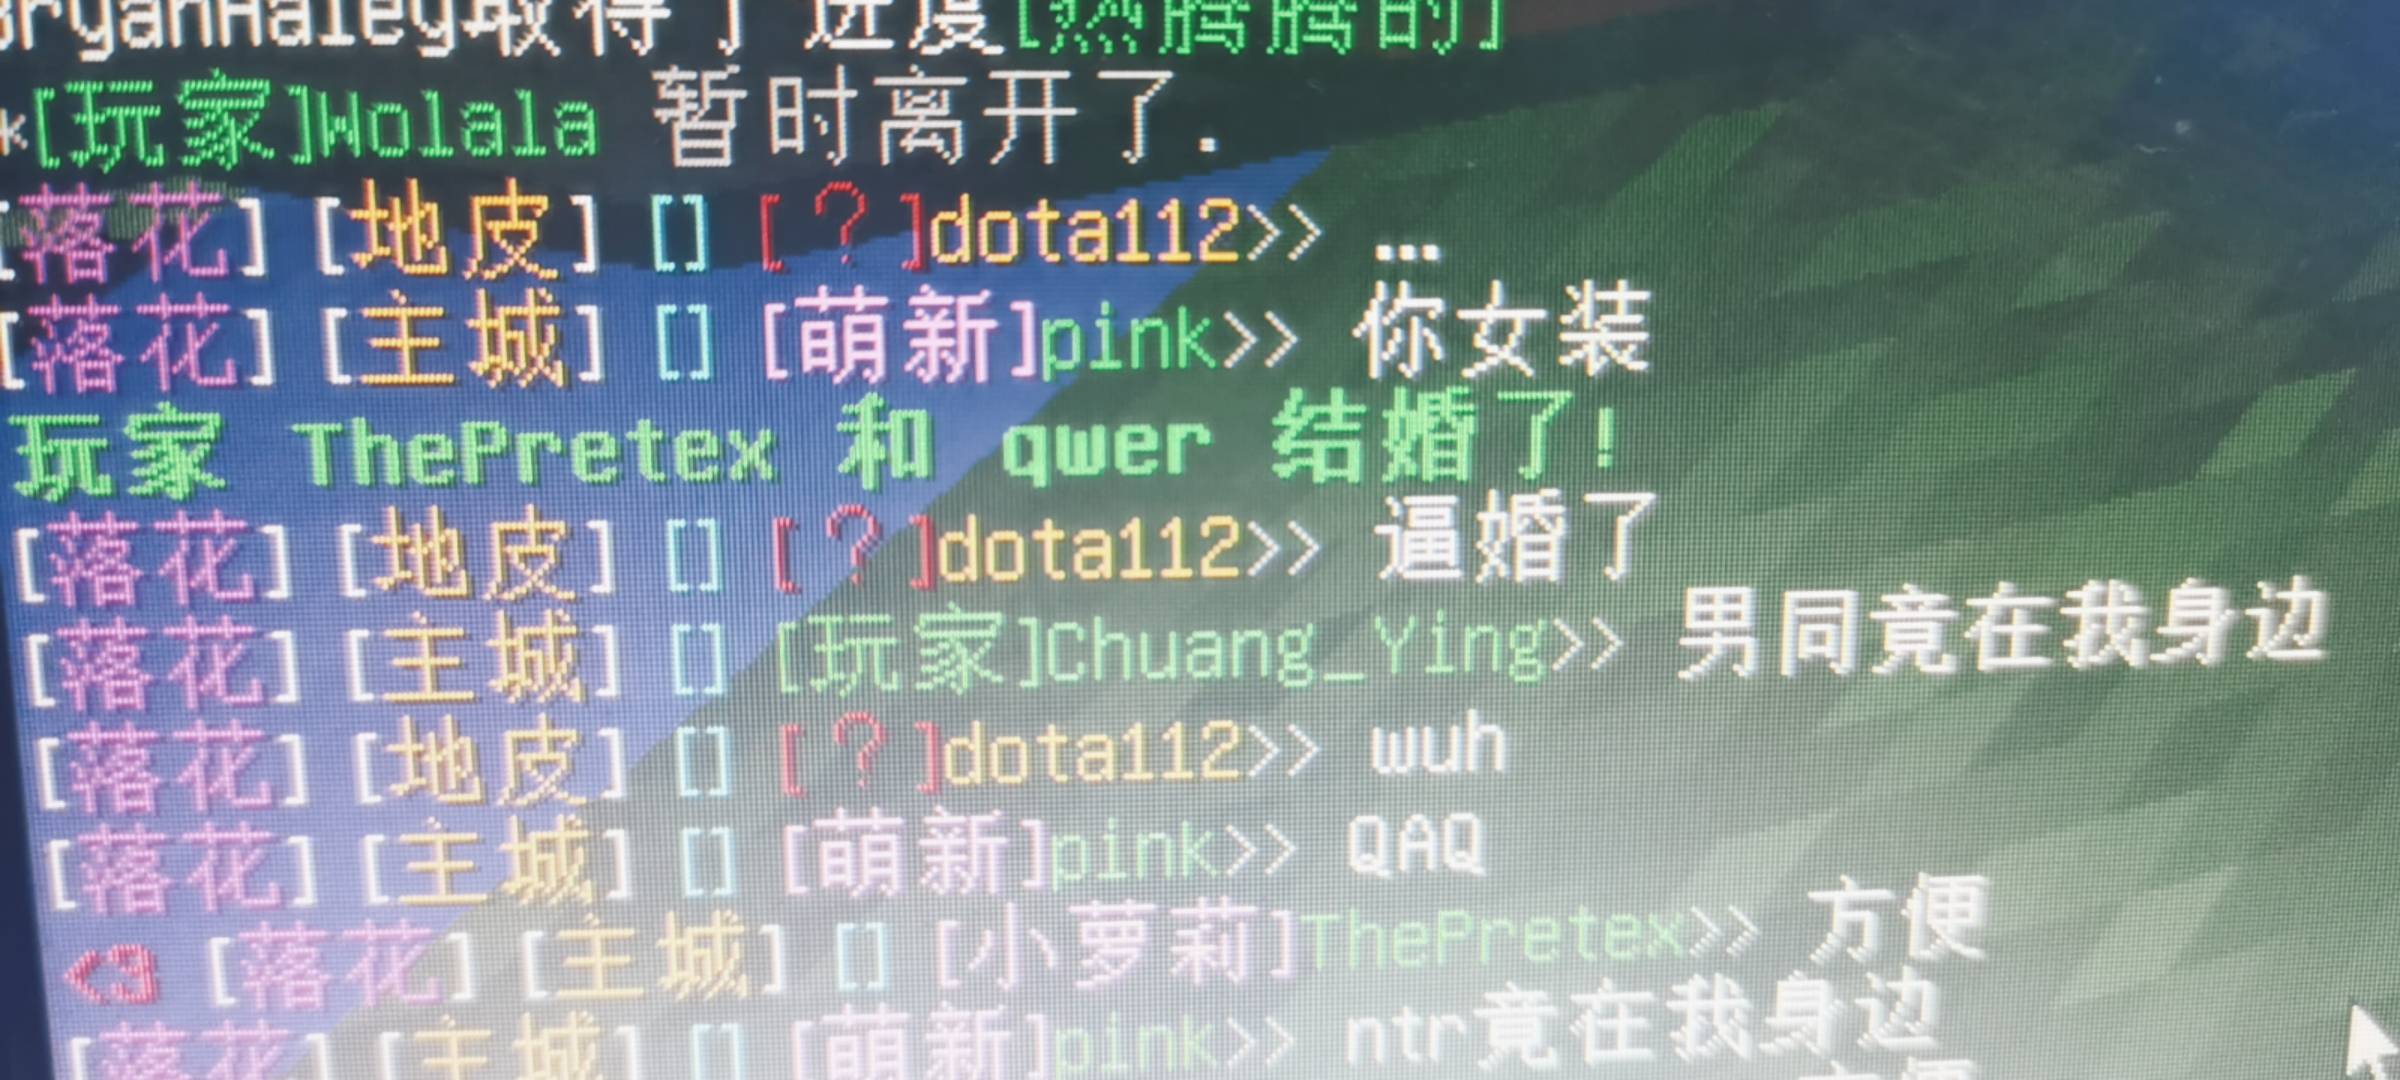 ryanHaley取得了进度[热腾腾的]
*[玩家]Wolala 暂时离开了.
[落花] [地皮] [] [?]dota112>> …
[落花] [主城] [] [萌新]pink>> 你女装
玩家 ThePretex 和 qwer 结婚了!
[落花] [地皮] [] [?]dota112>> 逼婚了
[落花] [主城] [] [玩家]Chuang_Ying>> 男同竟在我身边
[落花] [地皮] [] [?]dota112>> wuh
[落花] [主城] [] [萌新]pink>> QAQ
<3 [落花] [主城] [] [小萝莉]ThePretex>> 方便
[落花] [主城] [] [萌新]pink>> ntr竟在我身边